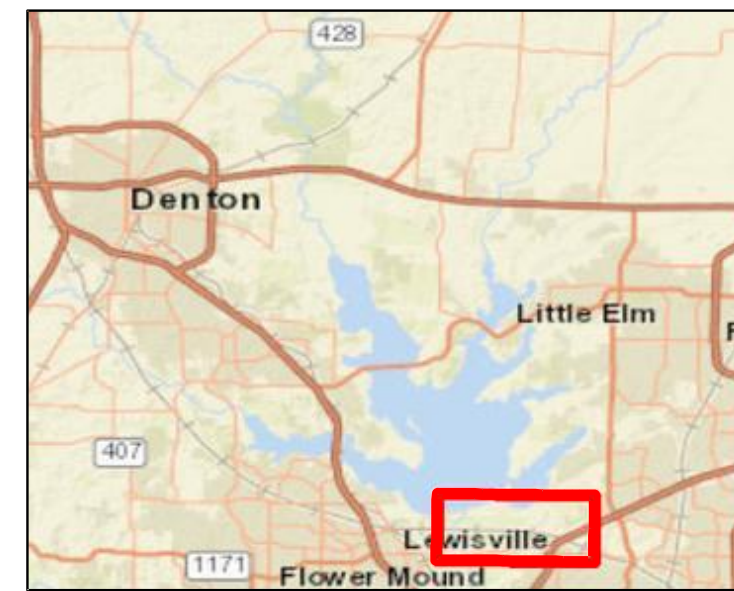 428
Denton
Little Elm
F
407
Lewisville
1171
Flower Mound